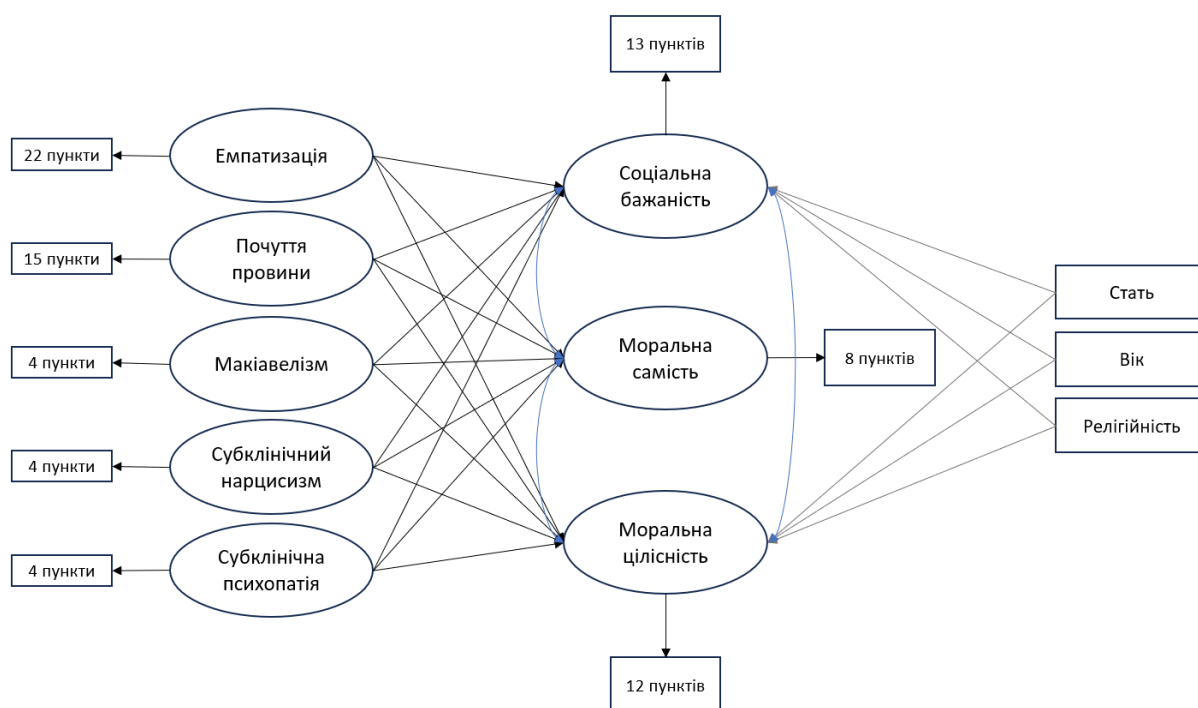 13 пунктів
22 пункти
Емпатизація
Соціальна
бажаність
15 пункти
Почуття
провини
Стать
4 пункти
Макіавелізм
Моральна
самість
8 пунктів
Вік
Релігійність
4 пункти
Субклінічний
нарцисизм
Моральна
цілісність
4 пункти
Субклінічна
психопатія
12 пунктів